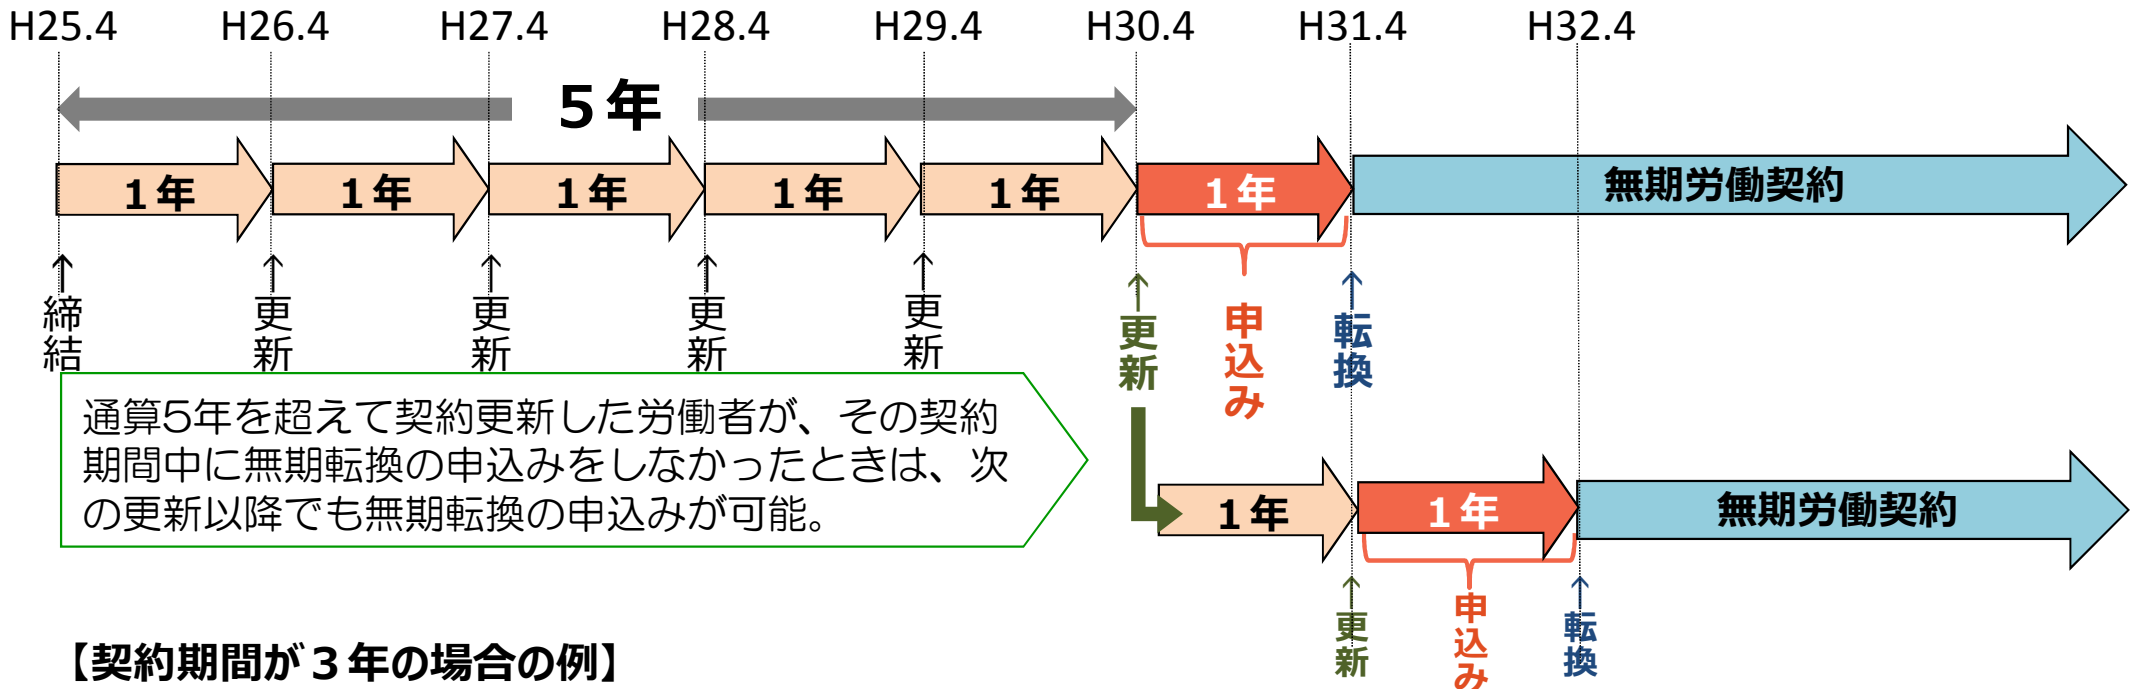 H25.4 H26.4 H27.4 H28.4 H29.4 H30.4 H31.4 H32.4
5年
1年 1年 1年 1年 1年 1年 無期労働契約
↑締結 ↑更新 ↑更新 ↑更新 ↑更新 ↑更新 申込み ↑転換
通算5年を超えて契約更新した労働者が、その契約
期間中に無期転換の申込みをしなかったときは、次
の更新以降でも無期転換の申込みが可能。
1年 1年 無期労働契約
↑更新 申込み ↑転換
【契約期間が３年の場合の例】